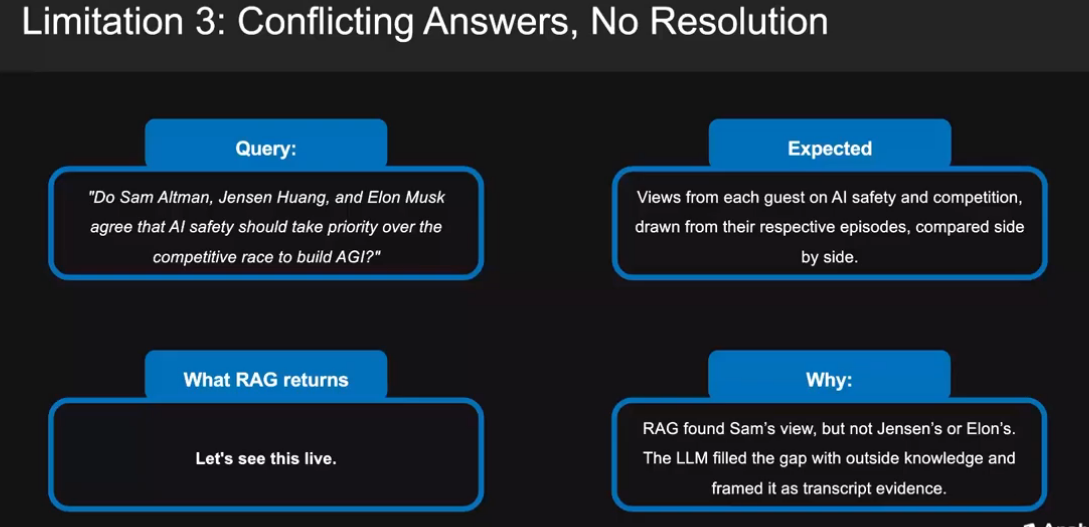 Limitation 3: Conflicting Answers, No Resolution
Query:
"Do Sam Altman, Jensen Huang, and Elon Musk
agree that AI safety should take priority over the
competitive race to build AGI?"
Expected
Views from each guest on AI safety and competition,
drawn from their respective episodes, compared side
by side.
What RAG returns
Let's see this live.
Why:
RAG found Sam's view, but not Jensen's or Elon's.
The LLM filled the gap with outside knowledge and
framed it as transcript evidence.